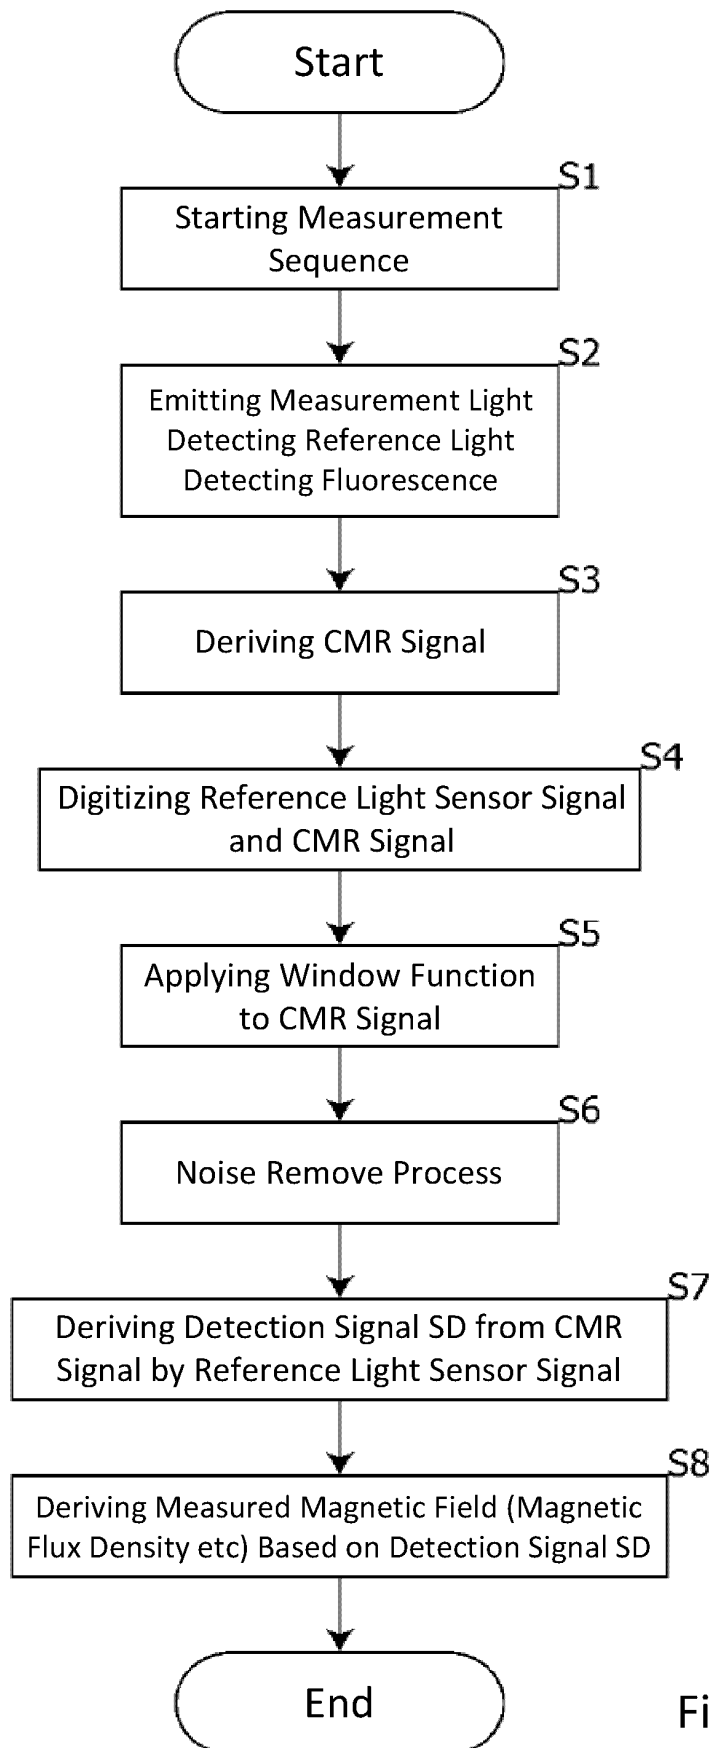 Start
S1
Starting Measurement
Sequence
S2
Emitting Measurement Light
Detecting Reference Light
Detecting Fluorescence
S3
Deriving CMR Signal
S4
Digitizing Reference Light Sensor Signal
and CMR Signal
S5
Applying Window Function
to CMR Signal
S6
Noise Remove Process
S7
Deriving Detection Signal SD from CMR
Signal by Reference Light Sensor Signal
S8
Deriving Measured Magnetic Field (Magnetic
Flux Density etc) Based on Detection Signal SD
End
Fi